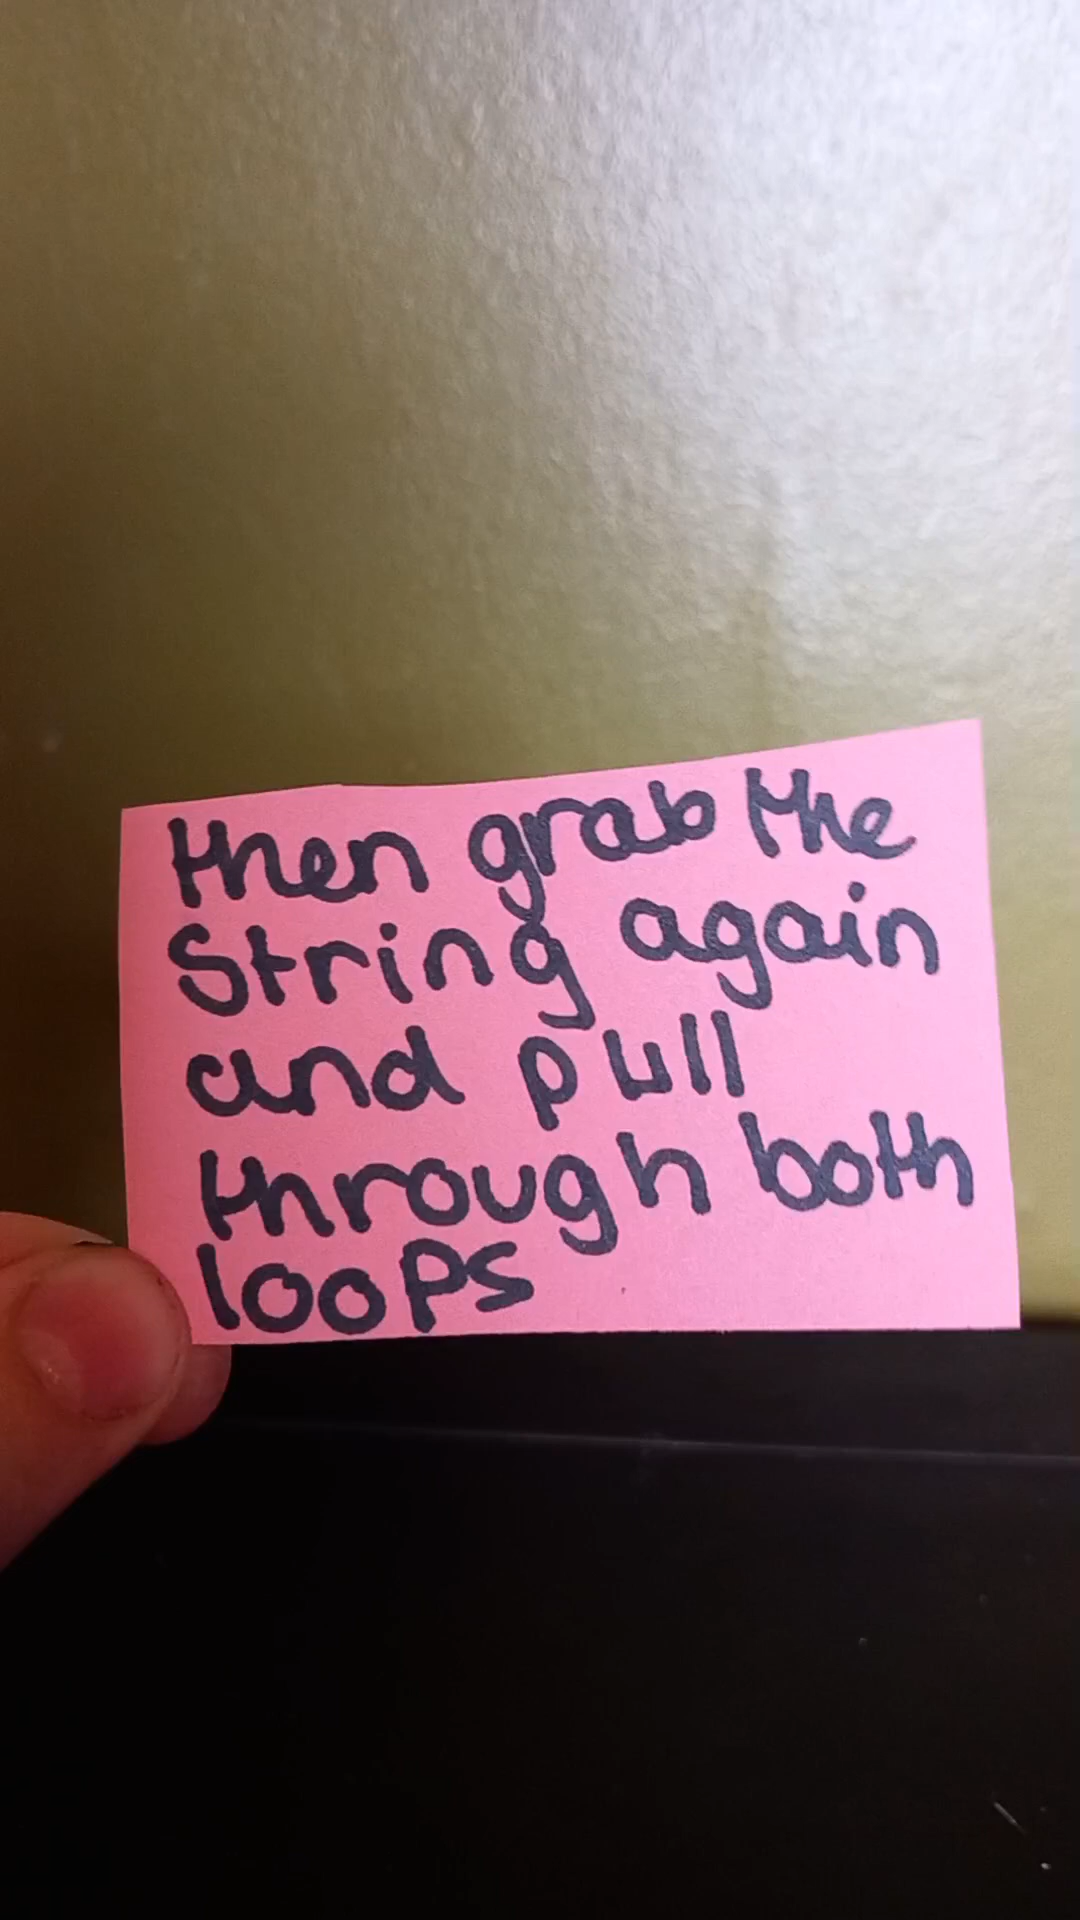 then grab the
String again
and pull
through both
loops